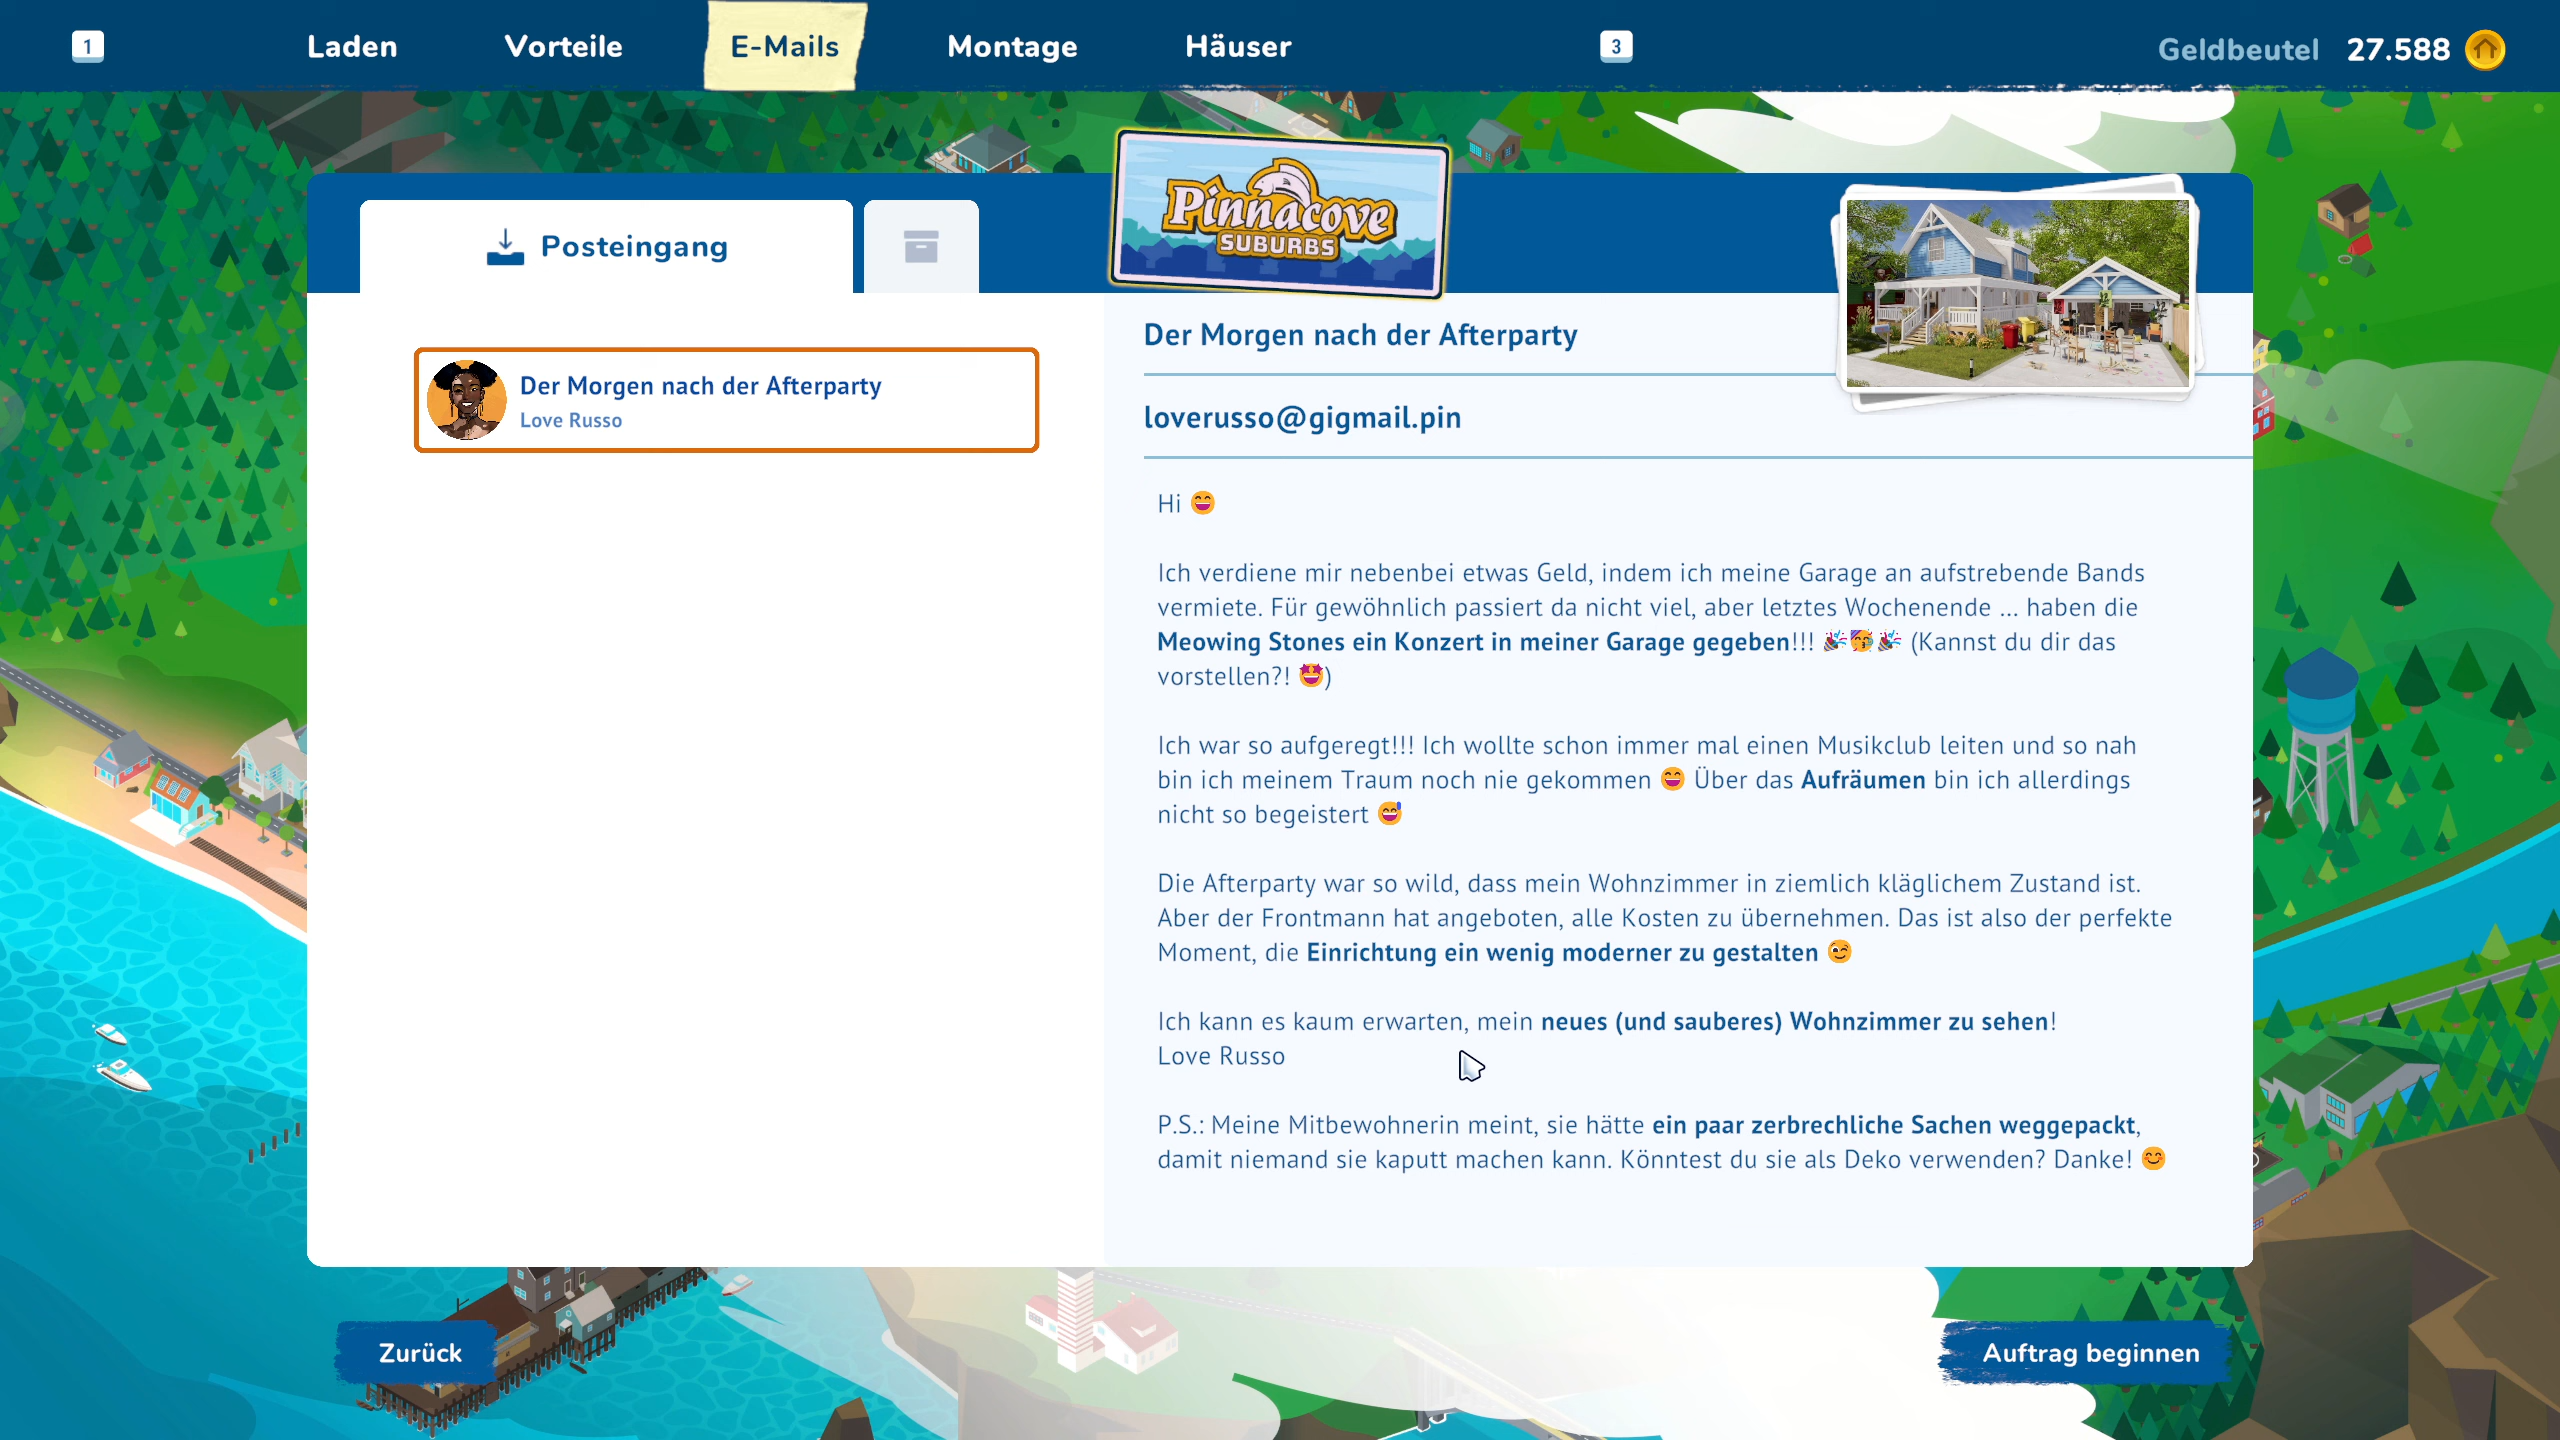 1
Laden
Vorteile
E-Mails
Montage
Häuser
3
Geldbeutel 27.588
Posteingang
Pinnacove
SUBURBS
Der Morgen nach der Afterparty
Love Russo
Der Morgen nach der Afterparty
loverusso@gigmail.pin
Hi 😄
Ich verdiene mir nebenbei etwas Geld, indem ich meine Garage an aufstrebende Bands
vermiete. Für gewöhnlich passiert da nicht viel, aber letztes Wochenende ... haben die
Meowing Stones ein Konzert in meiner Garage gegeben!!! 🎉🥳🎉 (Kannst du dir das
vorstellen?! 🤩)
Ich war so aufgeregt!!! Ich wollte schon immer mal einen Musikclub leiten und so nah
bin ich meinem Traum noch nie gekommen 😄 Über das Aufräumen bin ich allerdings
nicht so begeistert 😅
Die Afterparty war so wild, dass mein Wohnzimmer in ziemlich kläglichem Zustand ist.
Aber der Frontmann hat angeboten, alle Kosten zu übernehmen. Das ist also der perfekte
Moment, die Einrichtung ein wenig moderner zu gestalten 😉
Ich kann es kaum erwarten, mein neues (und sauberes) Wohnzimmer zu sehen!
Love Russo
P.S.: Meine Mitbewohnerin meint, sie hätte ein paar zerbrechliche Sachen weggepackt,
damit niemand sie kaputt machen kann. Könntest du sie als Deko verwenden? Danke! 😊
Zurück
Auftrag beginnen